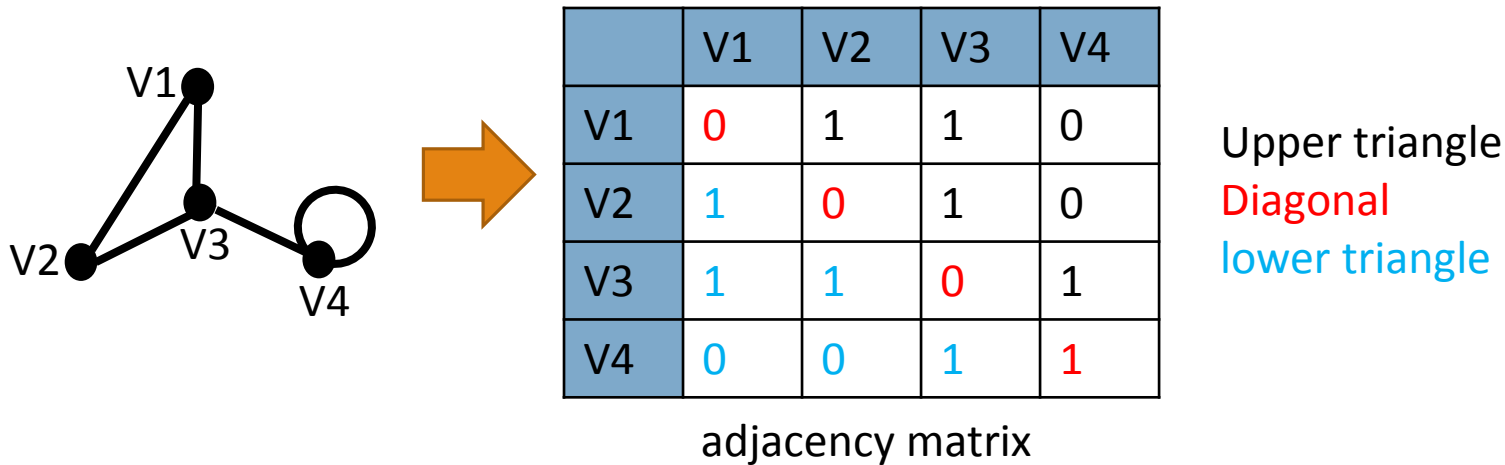 V1
V2
V3
V4
V1 V2 V3 V4
V1 0 1 1 0
V2 1 0 1 0
V3 1 1 0 1
V4 0 0 1 1
adjacency matrix
Upper triangle
Diagonal
lower triangle